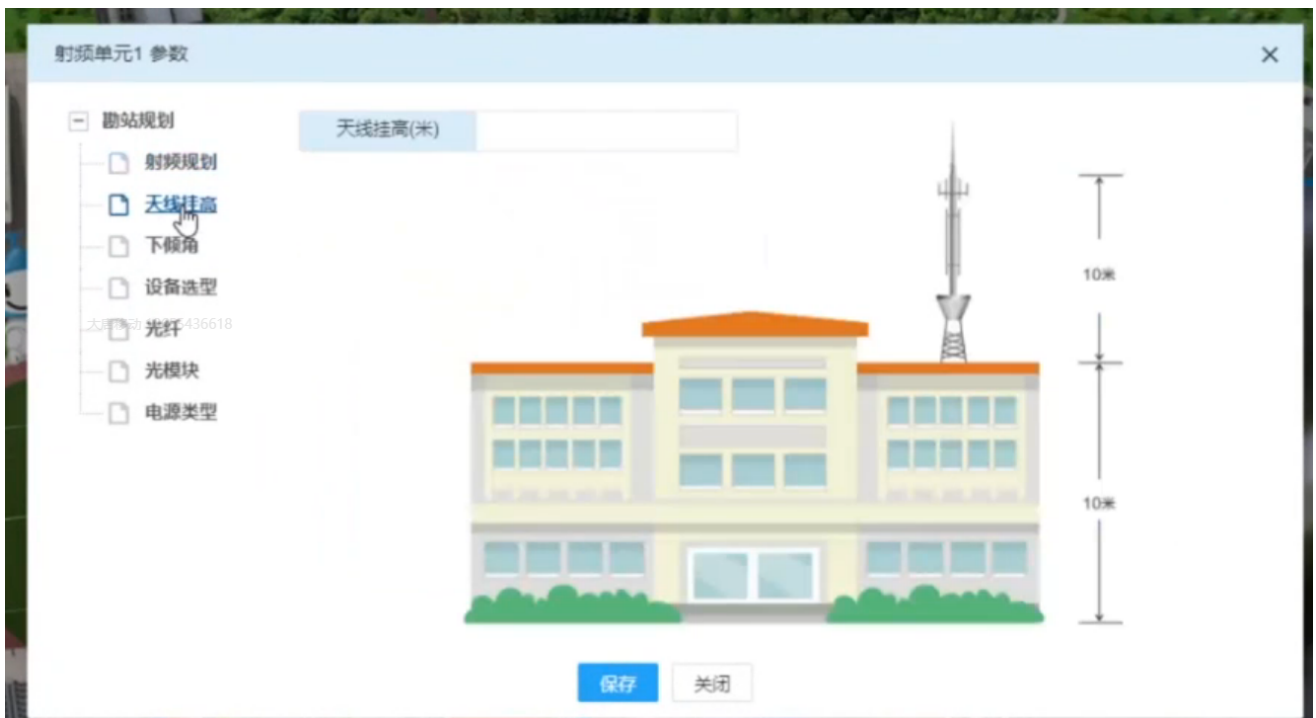 射频单元1 参数
勘站规划
天线挂高(米)
射频规划
天线挂高
下倾角
10米
设备选型
光纤
光模块
电源类型
10米
保存
关闭